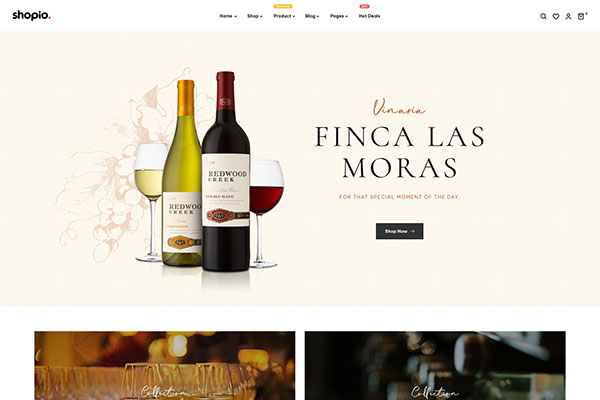 shopio.
Home
Shop
Product
Blog
Pages
Hot Deals
Vinaria
FINCA LAS
MORAS
FOR THAT SPECIAL MOMENT OF THE DAY.
Shop Now
REDWOOD
CREEK
REDWOOD
CREEK
Collection
Collection